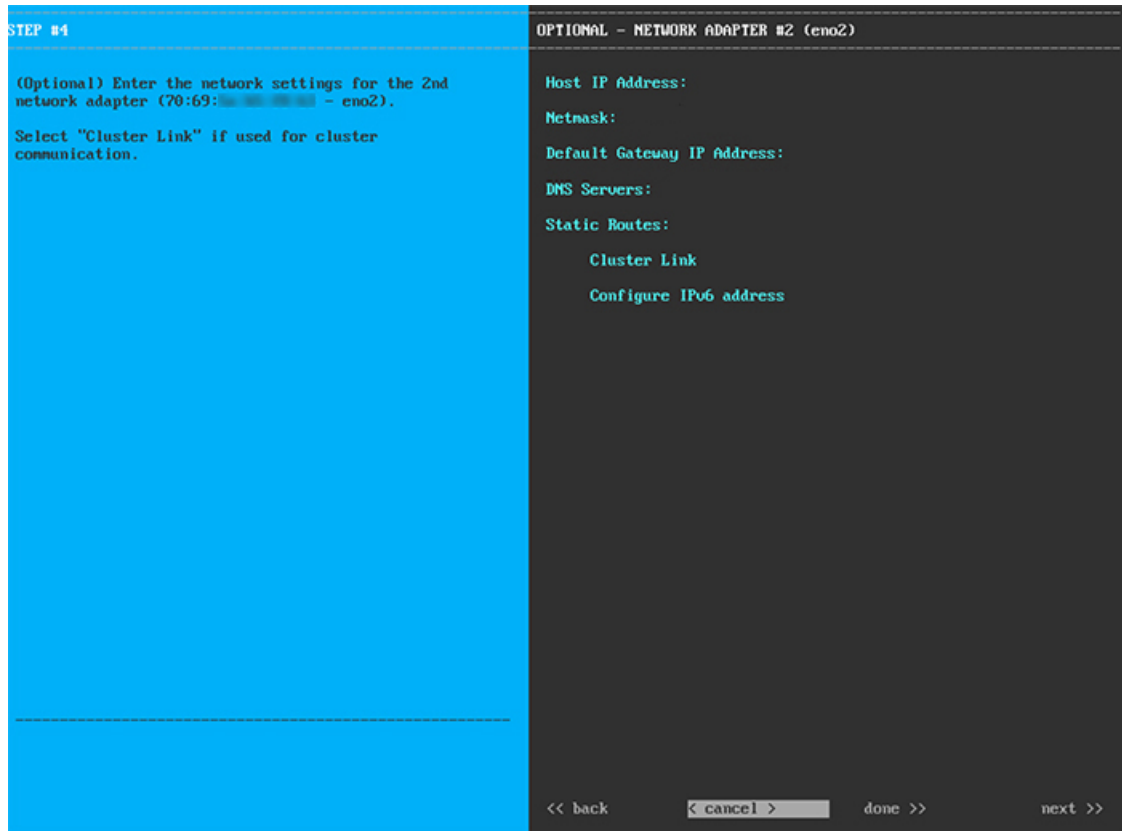 STEP #4
(Optional) Enter the network settings for the 2nd
network adapter (70:69: - eno2).
Select "Cluster Link" if used for cluster
communication.
OPTIONAL - NETWORK ADAPTER #2 (eno2)
Host IP Address:
Netmask:
Default Gateway IP Address:
DNS Servers:
Static Routes:
Cluster Link
Configure IPv6 address
<< back < cancel > done >> next >>